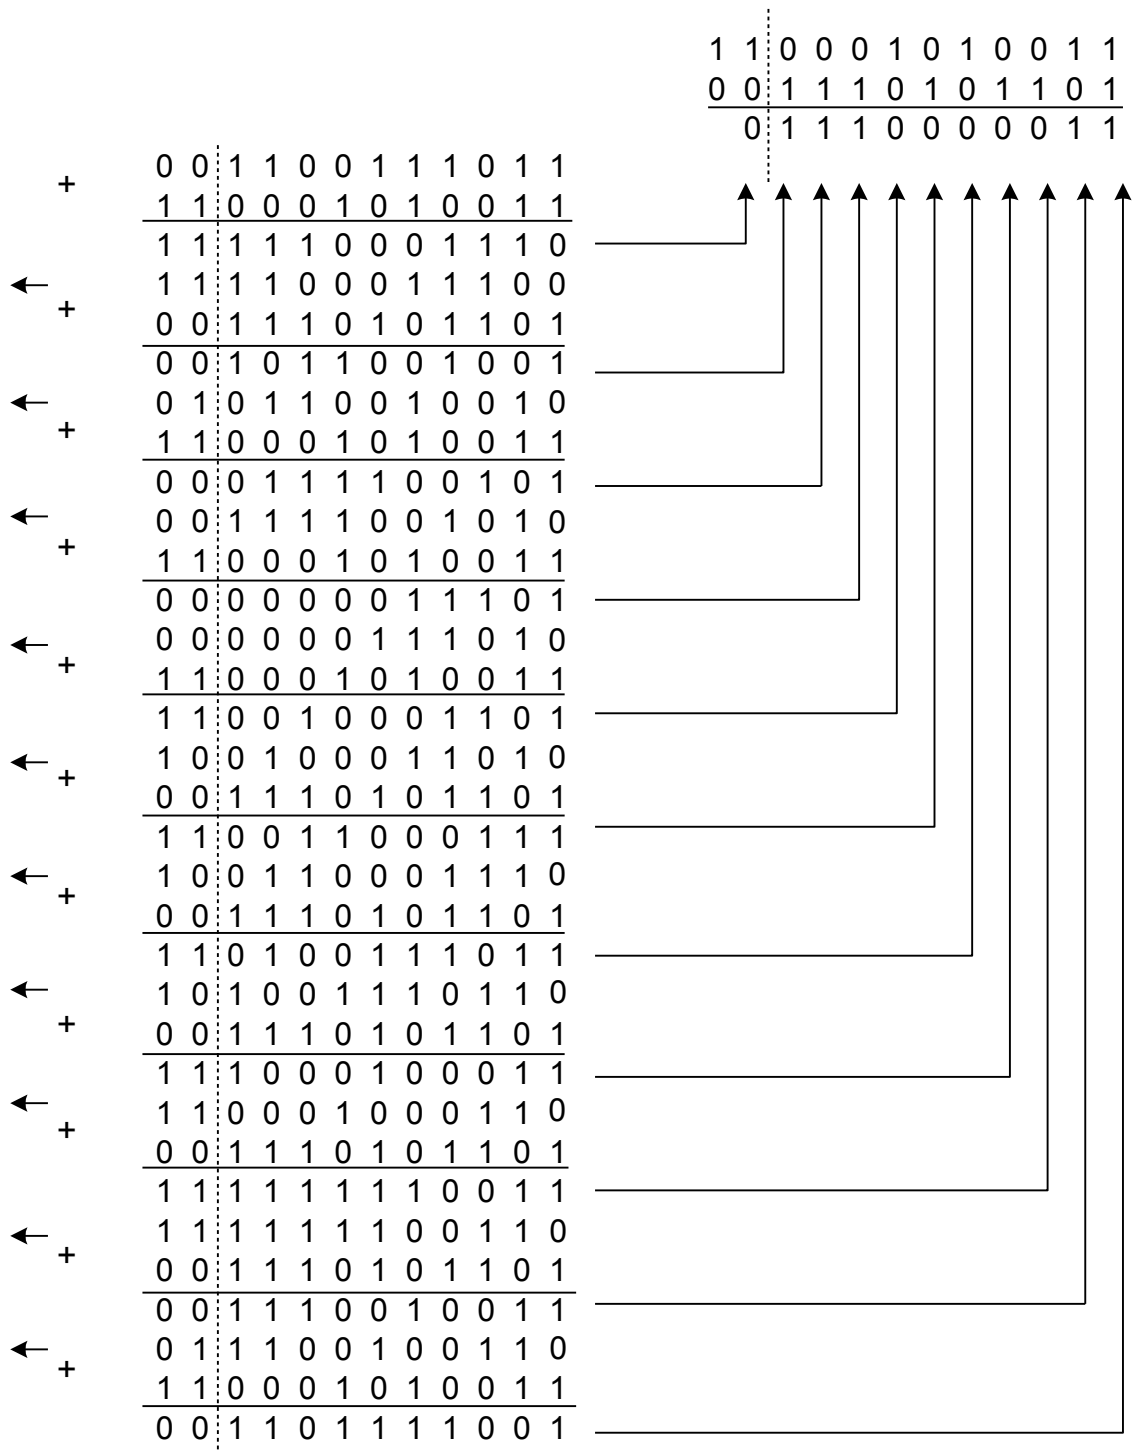 1 1 0 0 0 1 0 1 0 0 1 1
0 0 1 1 1 0 1 0 1 1 0 1
0 1 1 1 0 0 0 0 0 1 1
0 0 1 1 0 0 1 1 1 0 1 1
+
1 1 0 0 0 1 0 1 0 0 1 1
1 1 1 1 1 0 0 0 1 1 1 0
1 1 1 1 0 0 0 1 1 1 0 0
+
0 0 1 1 1 0 1 0 1 1 0 1
0 0 1 0 1 1 0 0 1 0 0 1
0 1 0 1 1 0 0 1 0 0 1 0
+
1 1 0 0 0 1 0 1 0 0 1 1
0 0 0 1 1 1 1 0 0 1 0 1
0 0 1 1 1 1 0 0 1 0 1 0
+
1 1 0 0 0 1 0 1 0 0 1 1
0 0 0 0 0 0 0 1 1 1 0 1
0 0 0 0 0 0 1 1 1 0 1 0
+
1 1 0 0 0 1 0 1 0 0 1 1
1 1 0 0 1 0 0 0 1 1 0 1
1 0 0 1 0 0 0 1 1 0 1 0
+
0 0 1 1 1 0 1 0 1 1 0 1
1 1 0 0 1 1 0 0 0 1 1 1
1 0 0 1 1 0 0 0 1 1 1 0
+
0 0 1 1 1 0 1 0 1 1 0 1
1 1 0 1 0 0 1 1 1 0 1 1
1 0 1 0 0 1 1 1 0 1 1 0
+
0 0 1 1 1 0 1 0 1 1 0 1
1 1 1 0 0 0 1 0 0 0 1 1
1 1 0 0 0 1 0 0 0 1 1 0
+
0 0 1 1 1 0 1 0 1 1 0 1
1 1 1 1 1 1 1 1 0 0 1 1
1 1 1 1 1 1 1 0 0 1 1 0
+
0 0 1 1 1 0 1 0 1 1 0 1
0 0 1 1 1 0 0 1 0 0 1 1
0 1 1 1 0 0 1 0 0 1 1 0
+
1 1 0 0 0 1 0 1 0 0 1 1
0 0 1 1 0 1 1 1 1 0 0 1